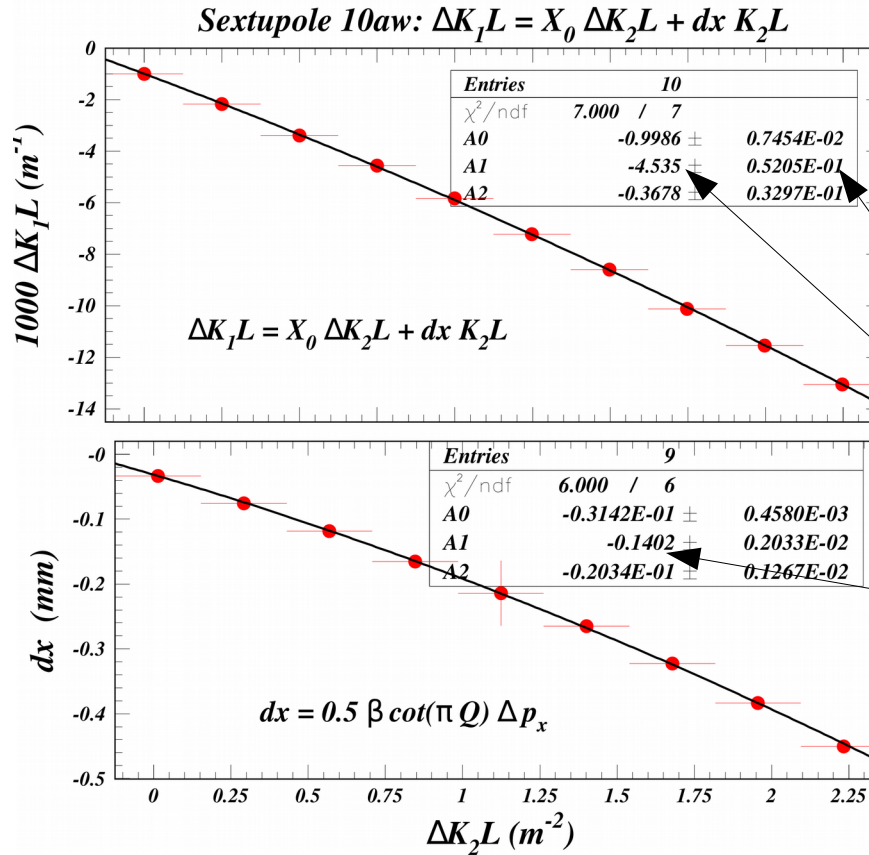 Sextupole 10aw: ΔK₁L = X₀ ΔK₂L + dx K₂L
1000 ΔK₁L (m⁻¹)
0
-2
-4
-6
-8
-10
-12
-14
Entries 10
χ²/ndf 7.000 / 7
A0 -0.9986 ± 0.7454E-02
A1 -4.535 ± 0.5205E-01
A2 -0.3678 ± 0.3297E-01
ΔK₁L = X₀ ΔK₂L + dx K₂L
dx (mm)
-0
-0.1
-0.2
-0.3
-0.4
-0.5
Entries 9
χ²/ndf 6.000 / 6
A0 -0.3142E-01 ± 0.4580E-03
A1 -0.1402 ± 0.2033E-02
A2 -0.2034E-01 ± 0.1267E-02
dx = 0.5 β cot(π Q) Δ pₓ
0 0.25 0.5 0.75 1 1.25 1.5 1.75 2 2.25
ΔK₂L (m⁻²)